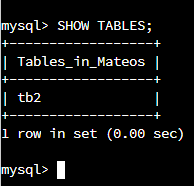 mysql> SHOW TABLES;
+------------------+
| Tables_in_Mateos |
+------------------+
| tb2              |
+------------------+
1 row in set (0.00 sec)
mysql>